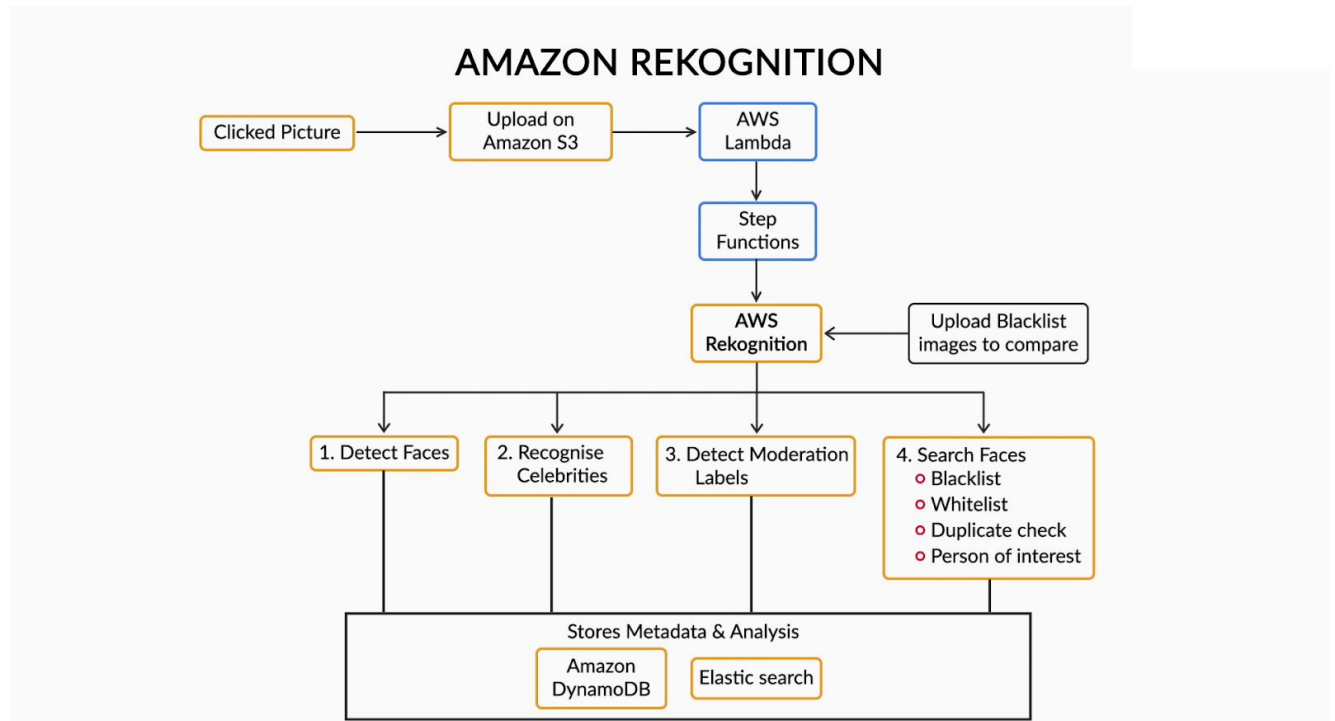 AMAZON REKOGNITION
Clicked Picture
Upload on
Amazon S3
AWS
Lambda
Step
Functions
AWS
Rekognition
Upload Blacklist
images to compare
1. Detect Faces
2. Recognise
Celebrities
3. Detect Moderation
Labels
4. Search Faces
Blacklist
Whitelist
Duplicate check
Person of interest
Stores Metadata & Analysis
Amazon
DynamoDB
Elastic search